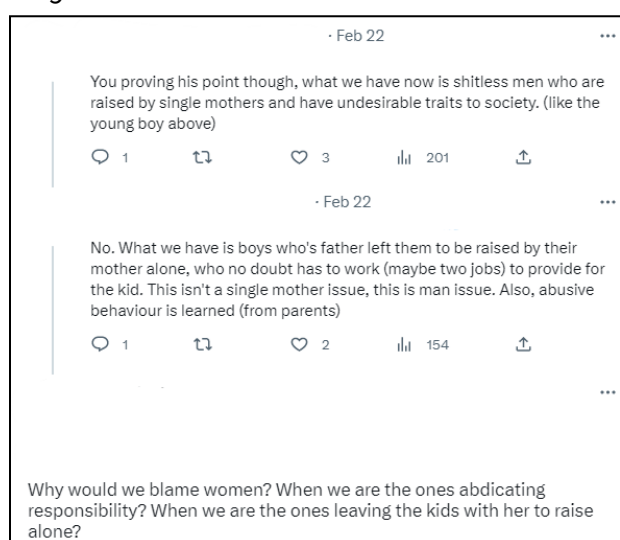 · Feb 22
You proving his point though, what we have now is shitless men who are
raised by single mothers and have undesirable traits to society. (like the
young boy above)
1 3 201
· Feb 22
No. What we have is boys who's father left them to be raised by their
mother alone, who no doubt has to work (maybe two jobs) to provide for
the kid. This isn't a single mother issue, this is man issue. Also, abusive
behaviour is learned (from parents)
1 2 154
Why would we blame women? When we are the ones abdicating
responsibility? When we are the ones leaving the kids with her to raise
alone?